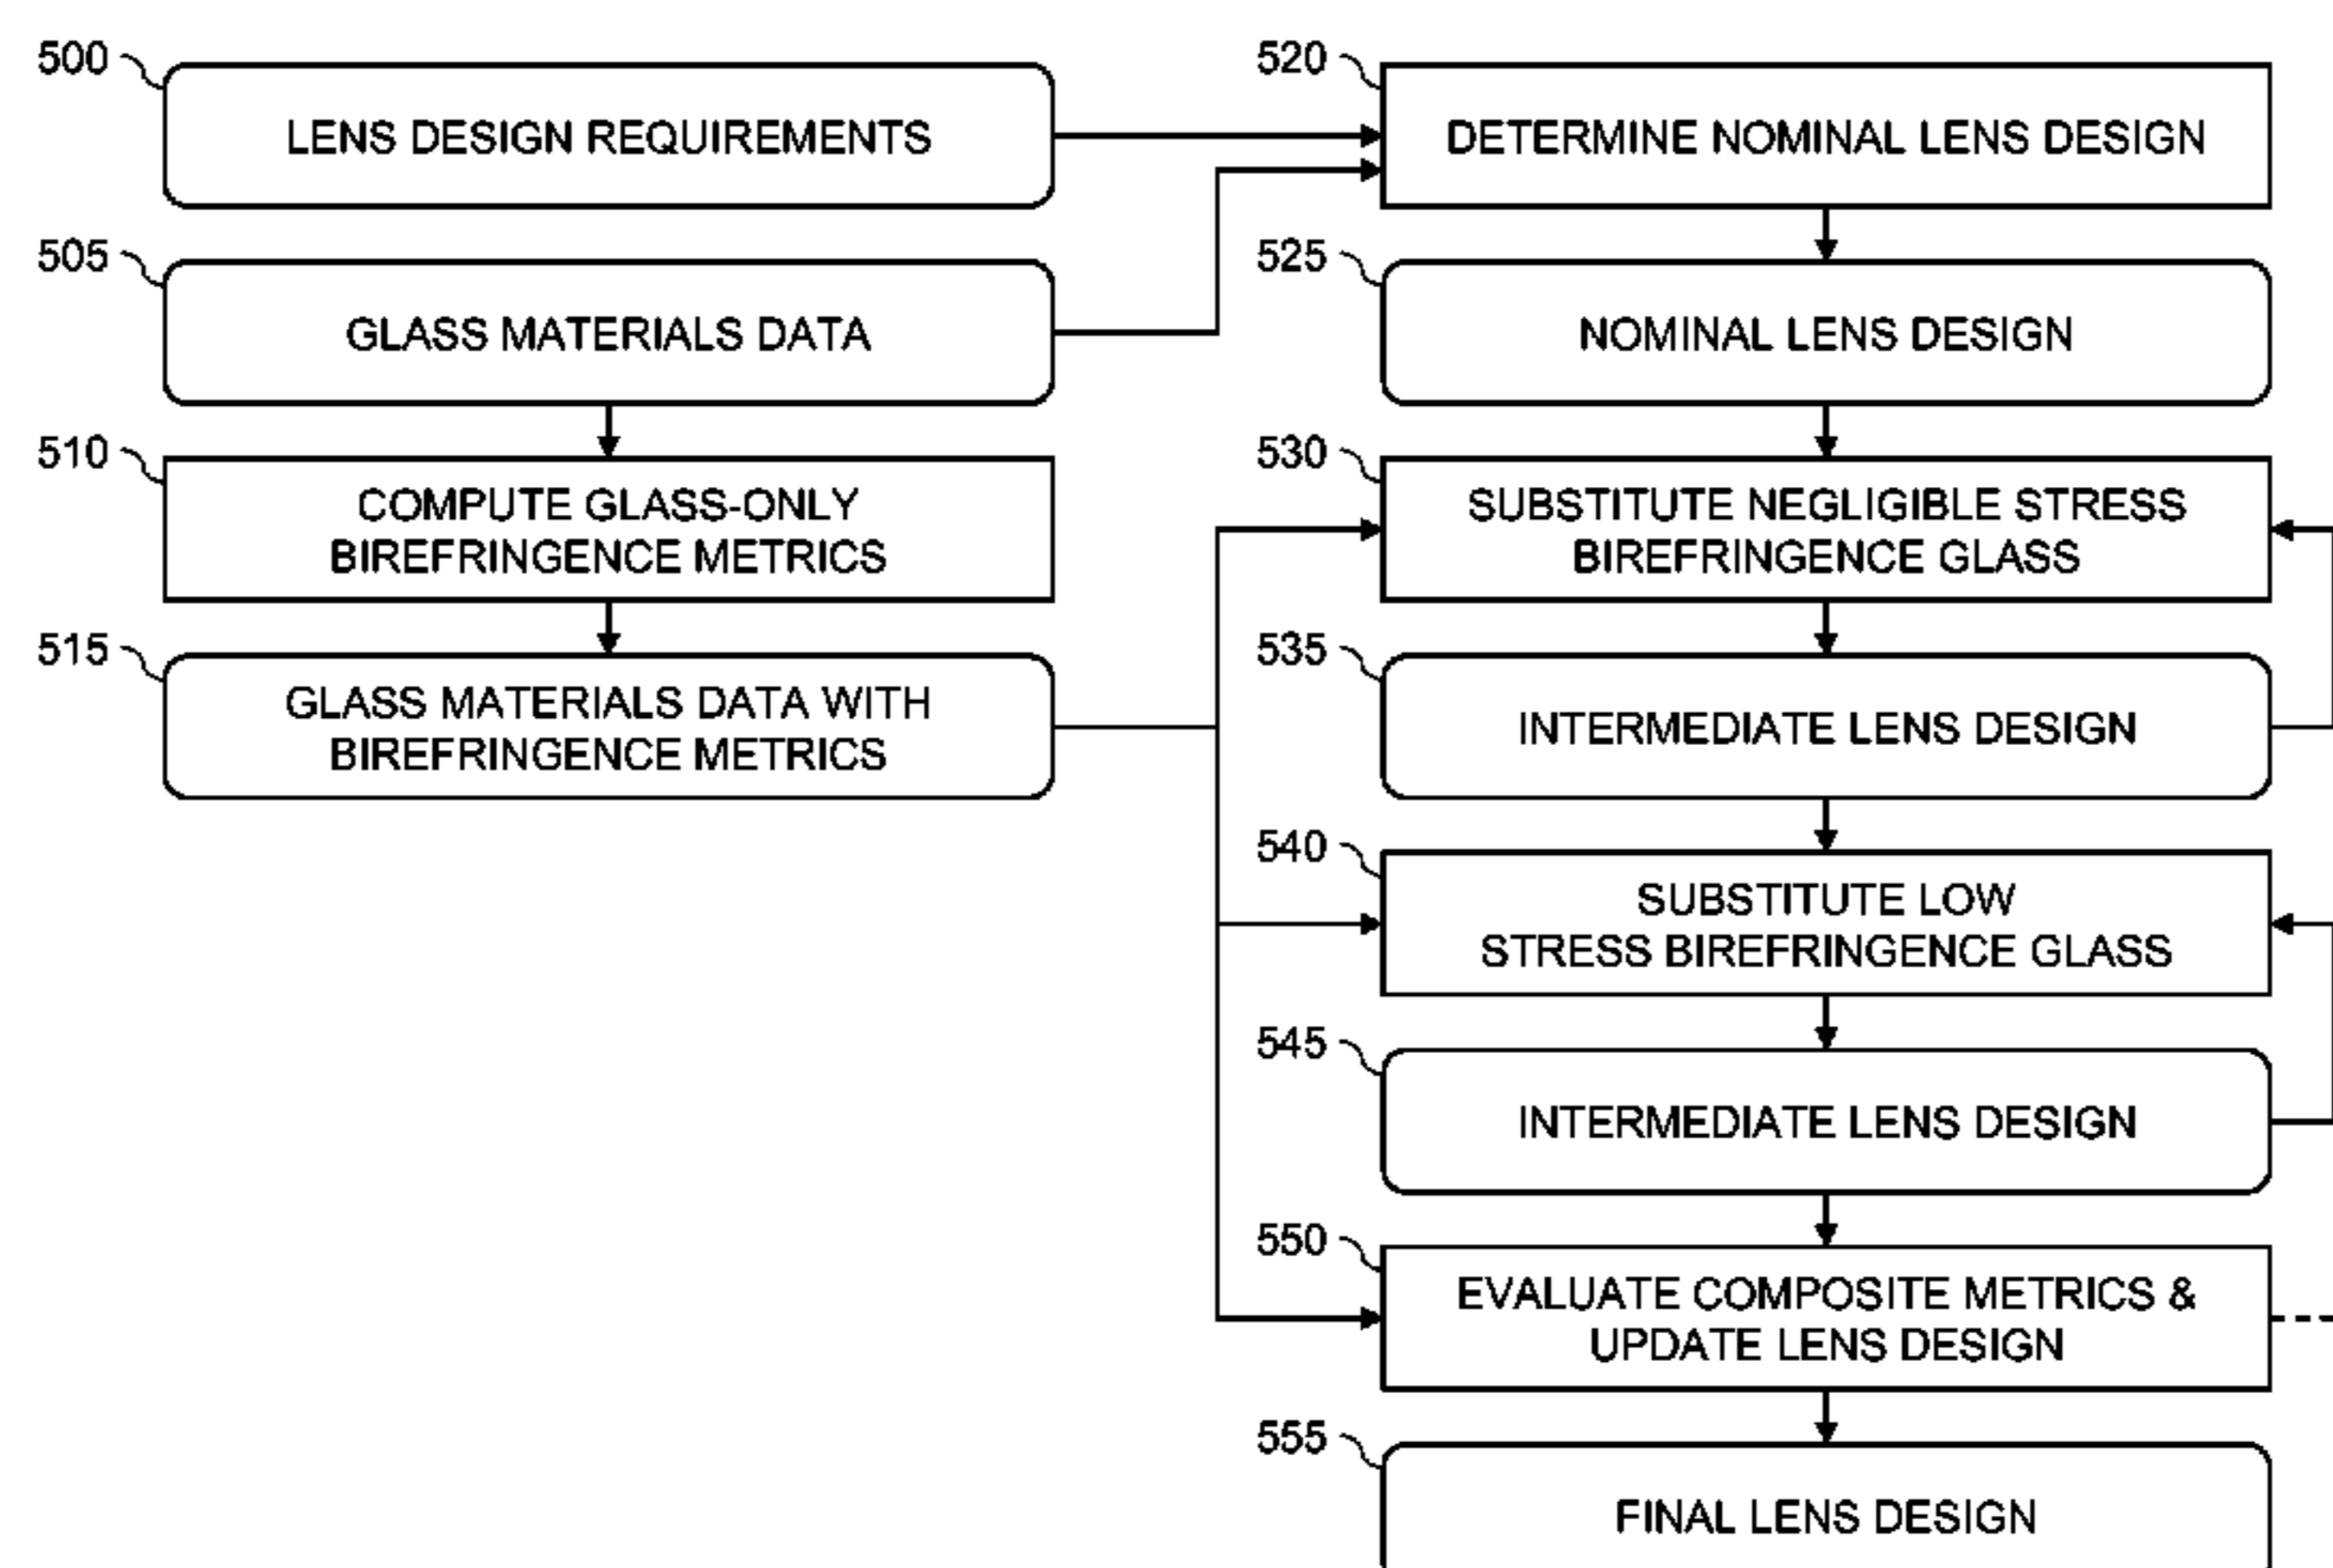 500
LENS DESIGN REQUIREMENTS
505
GLASS MATERIALS DATA
510
COMPUTE GLASS-ONLY
BIREFRINGENCE METRICS
515
GLASS MATERIALS DATA WITH
BIREFRINGENCE METRICS
520
DETERMINE NOMINAL LENS DESIGN
525
NOMINAL LENS DESIGN
530
SUBSTITUTE NEGLIGIBLE STRESS
BIREFRINGENCE GLASS
535
INTERMEDIATE LENS DESIGN
540
SUBSTITUTE LOW
STRESS BIREFRINGENCE GLASS
545
INTERMEDIATE LENS DESIGN
550
EVALUATE COMPOSITE METRICS &
UPDATE LENS DESIGN
555
FINAL LENS DESIGN